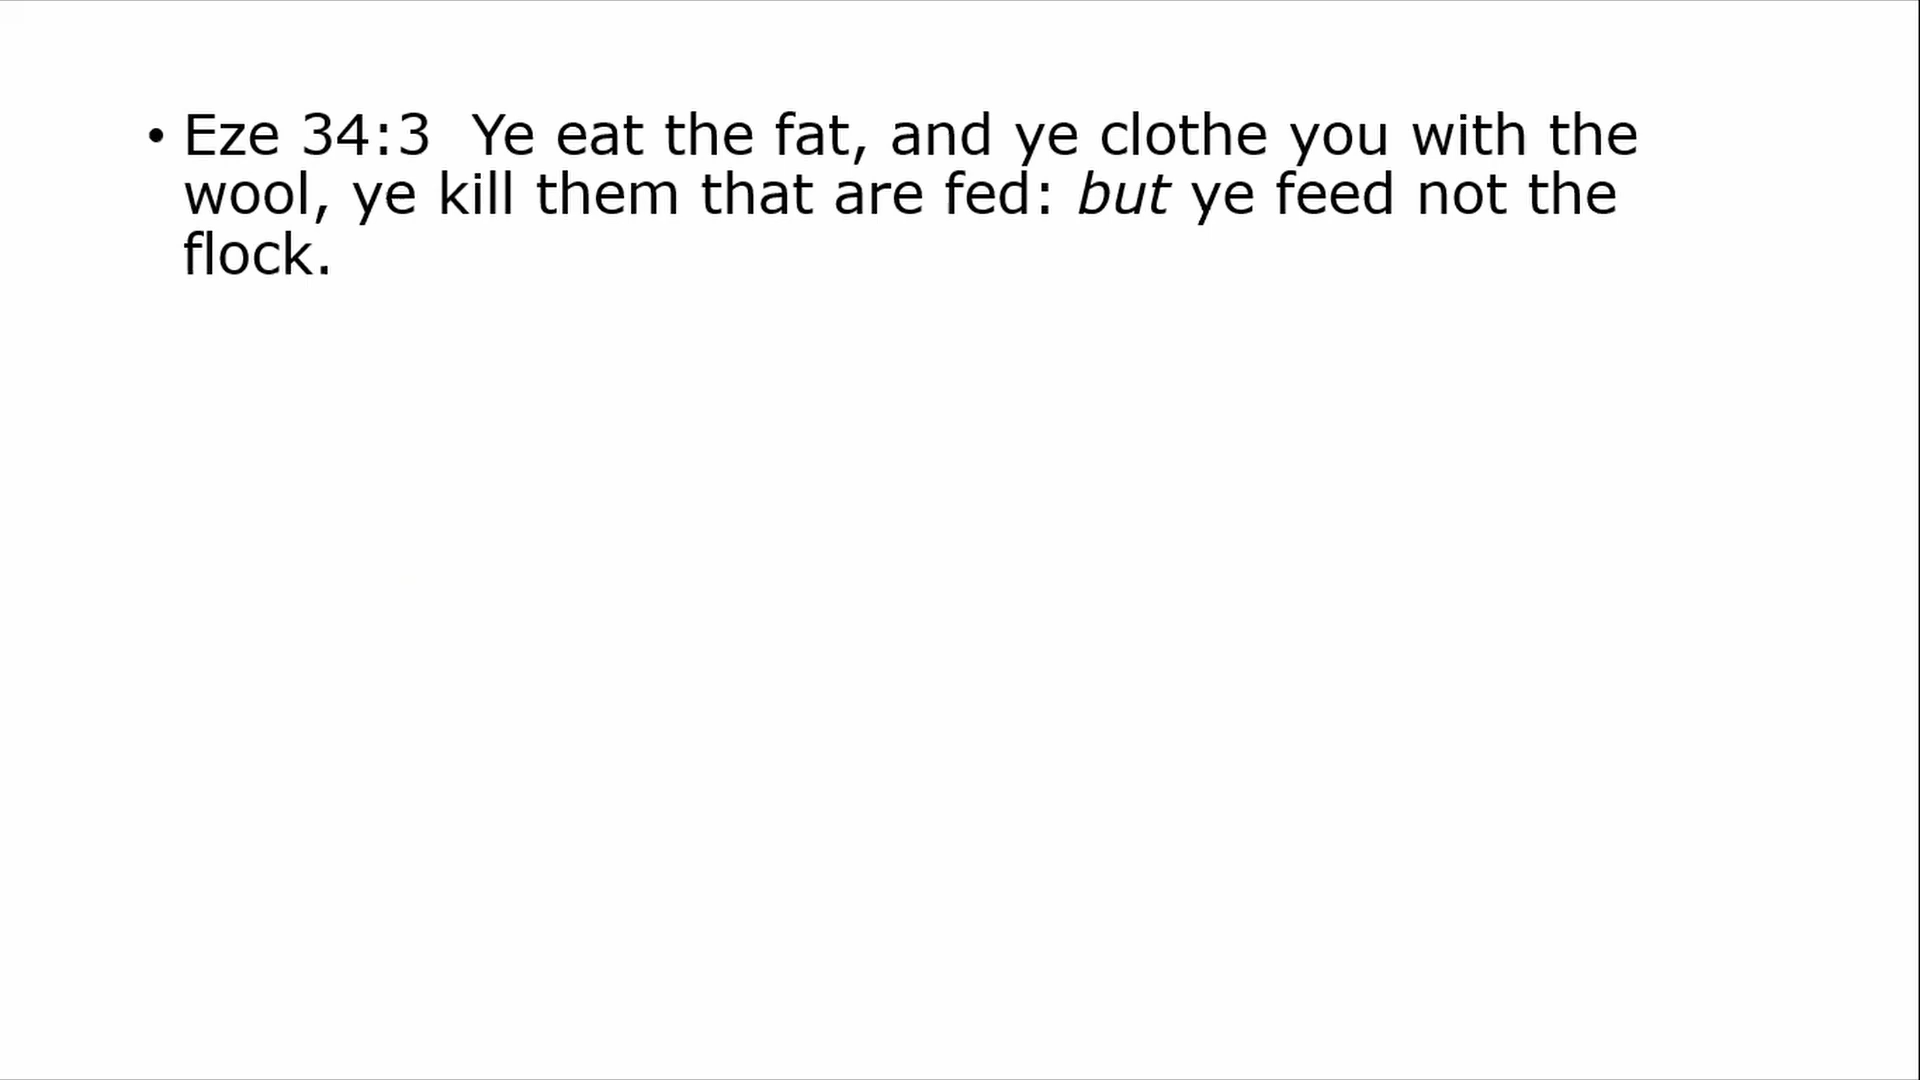 • Eze 34:3  Ye eat the fat, and ye clothe you with the
wool, ye kill them that are fed: but ye feed not the
flock.